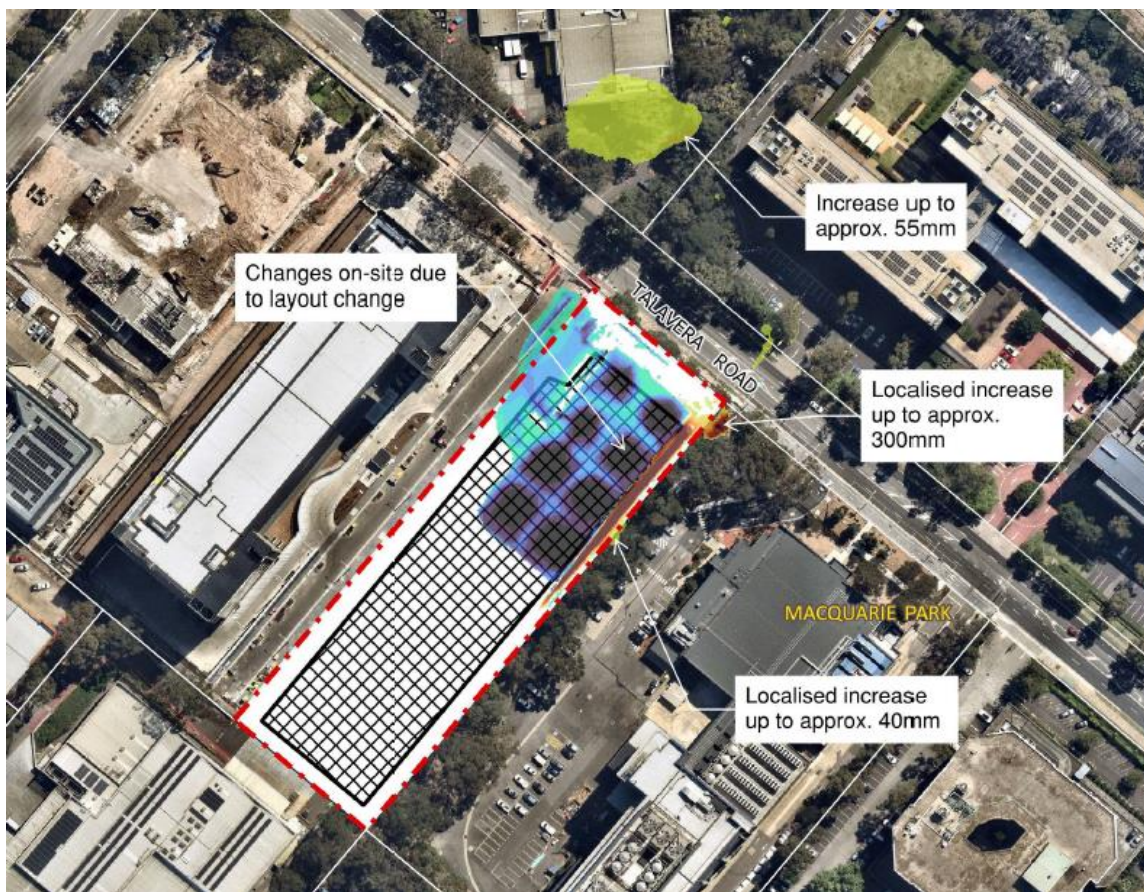 Increase up to
approx. 55mm
Changes on-site due
to layout change
TALAVERA ROAD
Localised increase
up to approx.
300mm
MACQUARIE PARK
Localised increase
up to approx. 40mm